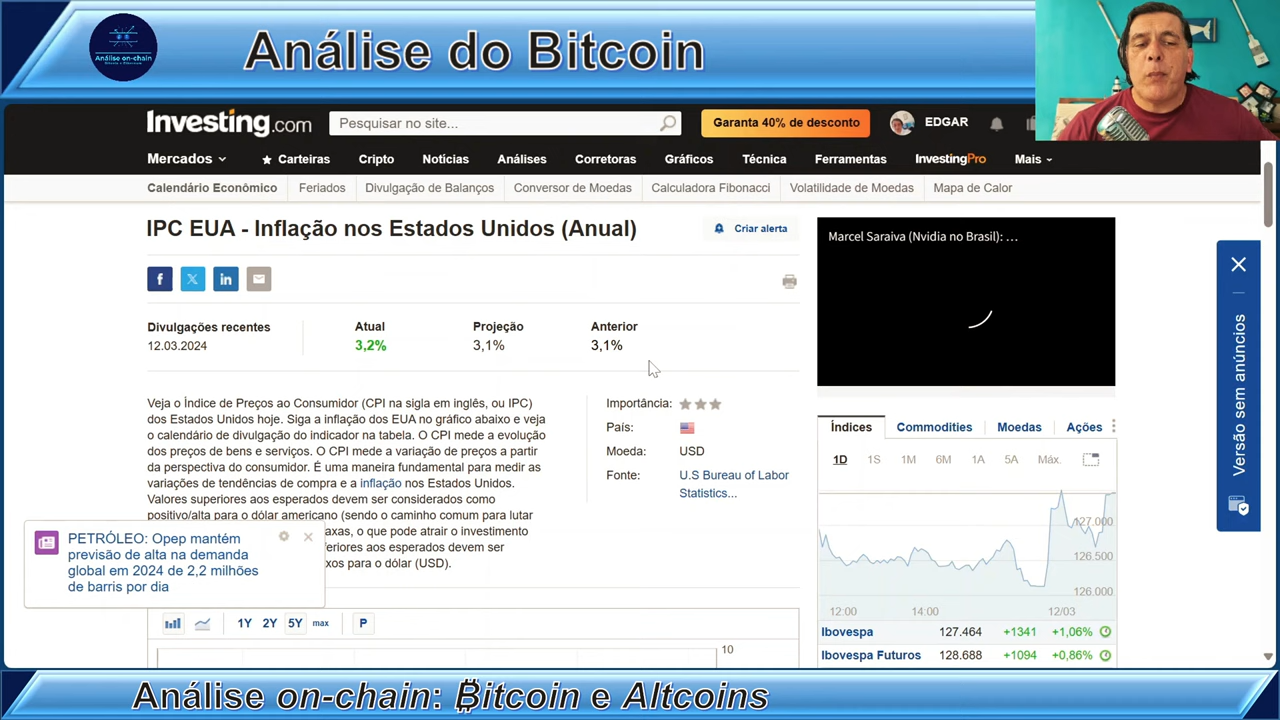 Análise do Bitcoin
Análise on-chain
Investing.com
Pesquisar no site...
Garanta 40% de desconto
EDGAR
Mercados
Carteiras
Cripto
Notícias
Análises
Corretoras
Gráficos
Técnica
Ferramentas
InvestingPro
Mais
Calendário Econômico
Feriados
Divulgação de Balanços
Conversor de Moedas
Calculadora Fibonacci
Volatilidade de Moedas
Mapa de Calor
IPC EUA - Inflação nos Estados Unidos (Anual)
Criar alerta
Divulgações recentes
12.03.2024
Atual
3,2%
Projeção
3,1%
Anterior
3,1%
Veja o Índice de Preços ao Consumidor (CPI na sigla em inglês, ou IPC)
dos Estados Unidos hoje. Siga a inflação dos EUA no gráfico abaixo e veja
o calendário de divulgação do indicador na tabela. O CPI mede a evolução
dos preços de bens e serviços. O CPI mede a variação de preços a partir
da perspectiva do consumidor. É uma maneira fundamental para medir as
variações de tendências de compra e a inflação nos Estados Unidos.
Valores superiores aos esperados devem ser considerados como
positivo/alta para o dólar americano (sendo o caminho comum para lutar
axas, o que pode atrair o investimento
feriores aos esperados devem ser
xos para o dólar (USD).
Importância:
País:
Moeda: USD
Fonte: U.S Bureau of Labor
Statistics...
PETRÓLEO: Opep mantém
previsão de alta na demanda
global em 2024 de 2,2 milhões
de barris por dia
1Y 2Y 5Y max P
10
Marcel Saraiva (Nvidia no Brasil): ...
Versão sem anúncios
Índices Commodities Moedas Ações
1D 1S 1M 6M 1A 5A Máx.
127.000
126.500
126.000
12:00 14:00 12/03
Ibovespa 127.464 +1341 +1,06%
Ibovespa Futuros 128.688 +1094 +0,86%
Análise on-chain: ₿itcoin e Altcoins